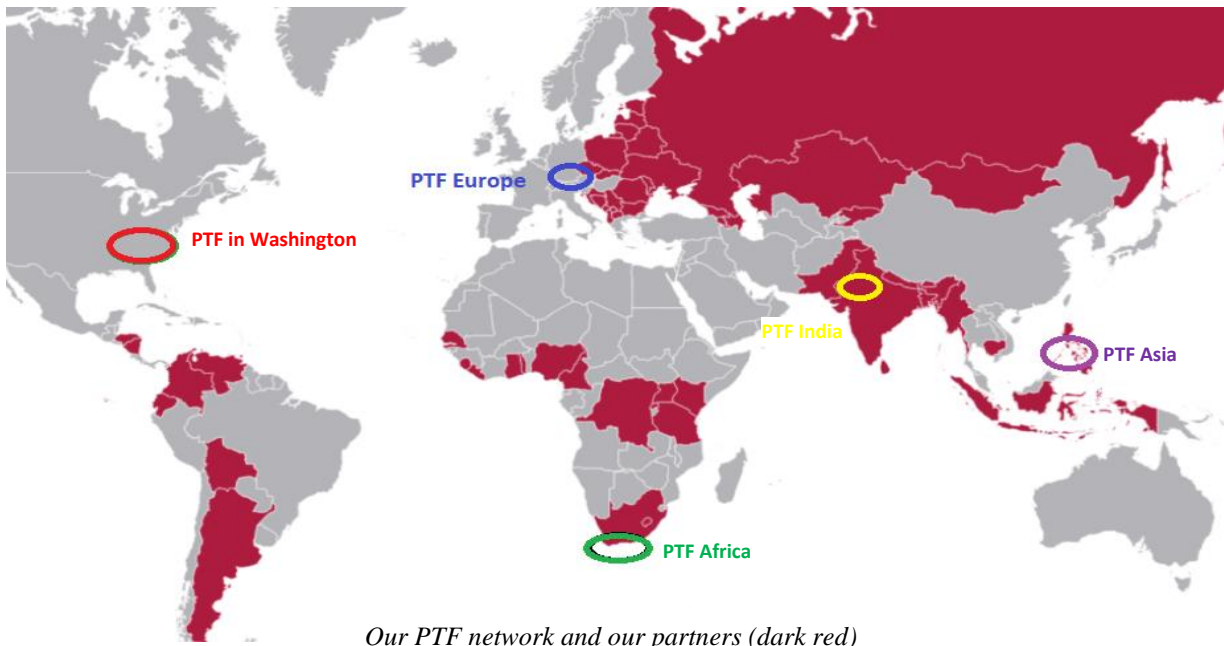 PTF Europe
PTF in Washington
PTF India
PTF Asia
PTF Africa
Our PTF network and our partners (dark red)